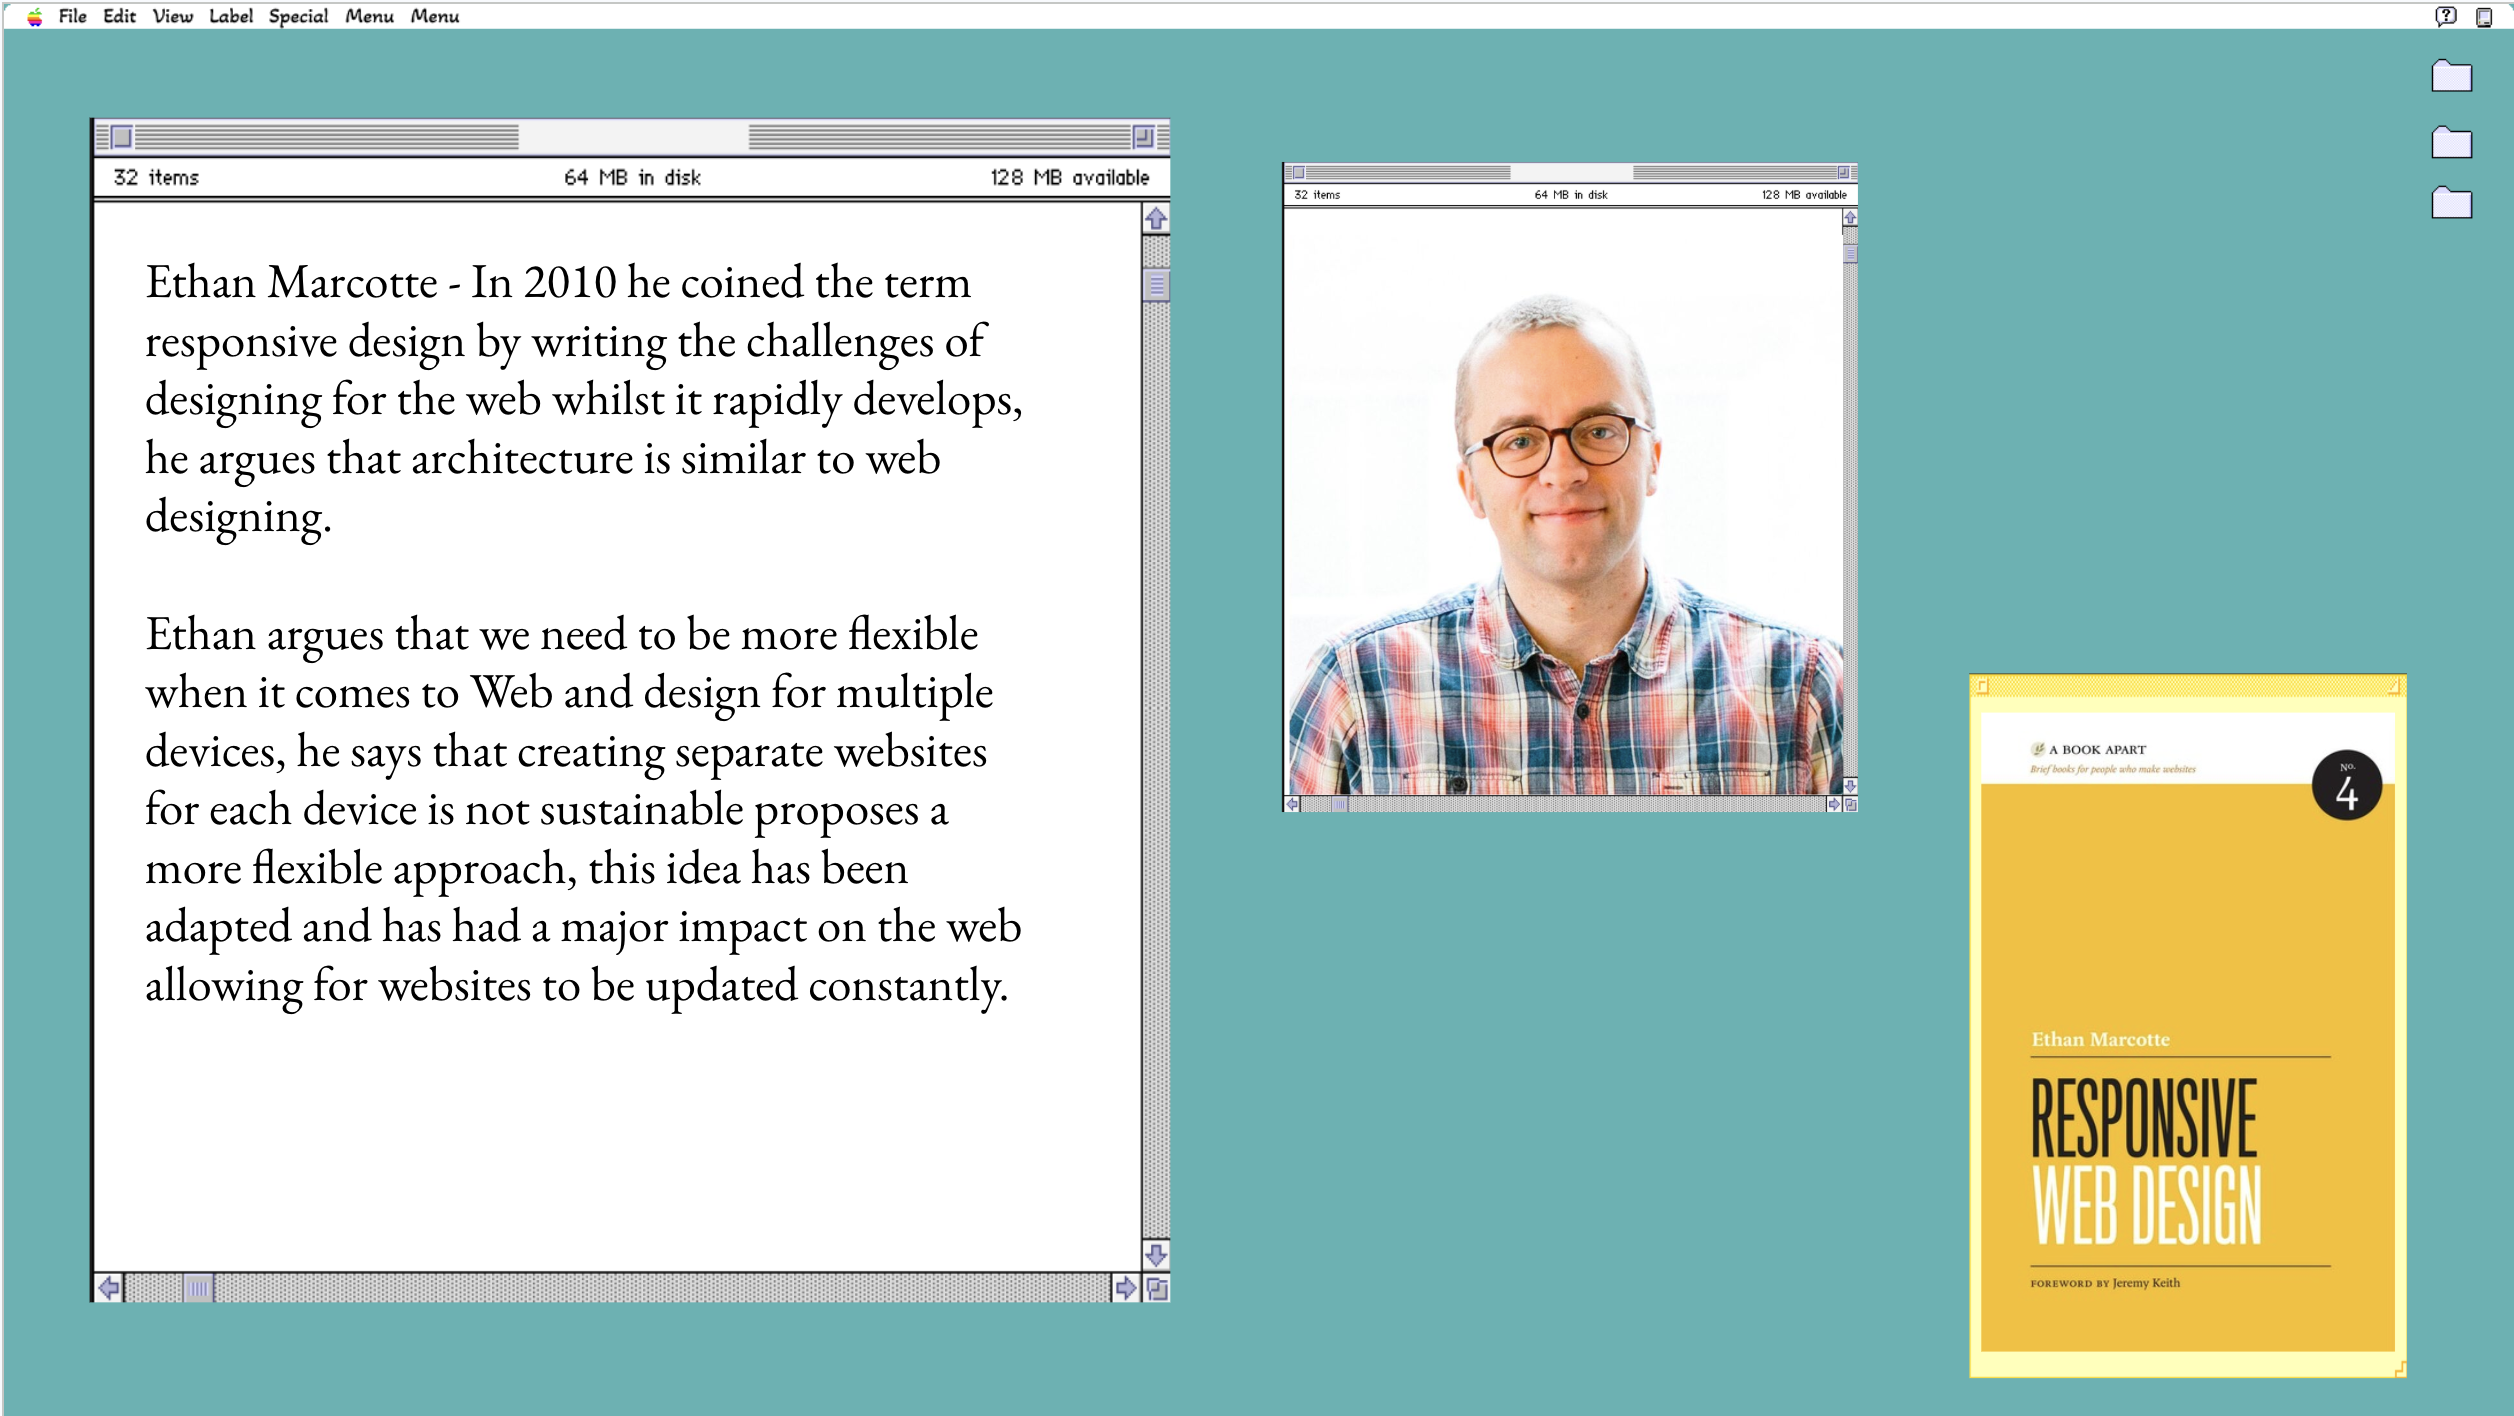 File Edit View Label Special Menu Menu
32 items 64 MB in disk 128 MB available
Ethan Marcotte - In 2010 he coined the term
responsive design by writing the challenges of
designing for the web whilst it rapidly develops,
he argues that architecture is similar to web
designing.
Ethan argues that we need to be more flexible
when it comes to Web and design for multiple
devices, he says that creating separate websites
for each device is not sustainable proposes a
more flexible approach, this idea has been
adapted and has had a major impact on the web
allowing for websites to be updated constantly.
32 items 64 MB in disk 128 MB available
A BOOK APART
Brief books for people who make websites
No.
4
Ethan Marcotte
RESPONSIVE
WEB DESIGN
FOREWORD BY Jeremy Keith